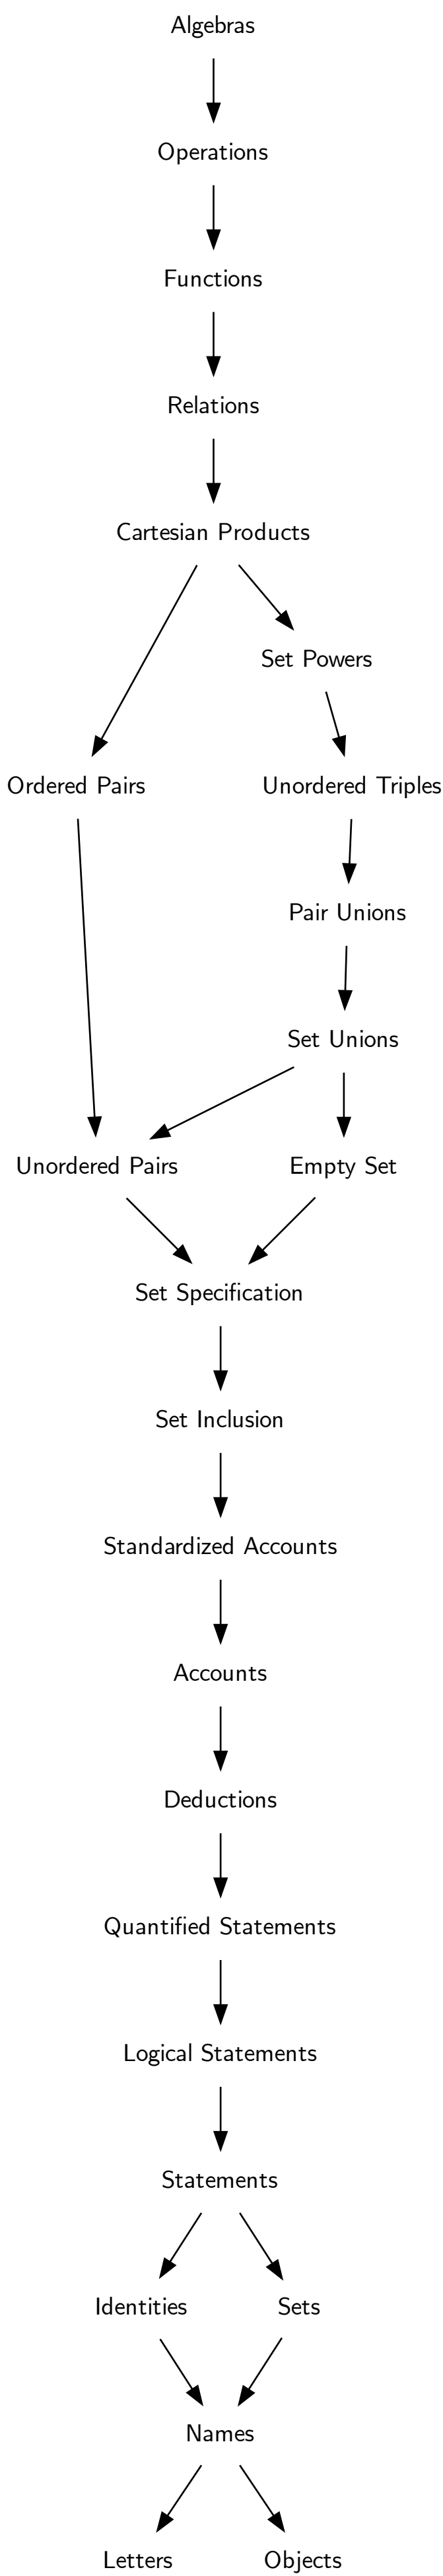 Algebras
Operations
Functions
Relations
Cartesian Products
Set Powers
Ordered Pairs
Unordered Triples
Pair Unions
Set Unions
Unordered Pairs
Empty Set
Set Specification
Set Inclusion
Standardized Accounts
Accounts
Deductions
Quantified Statements
Logical Statements
Statements
Identities
Sets
Names
Letters
Objects